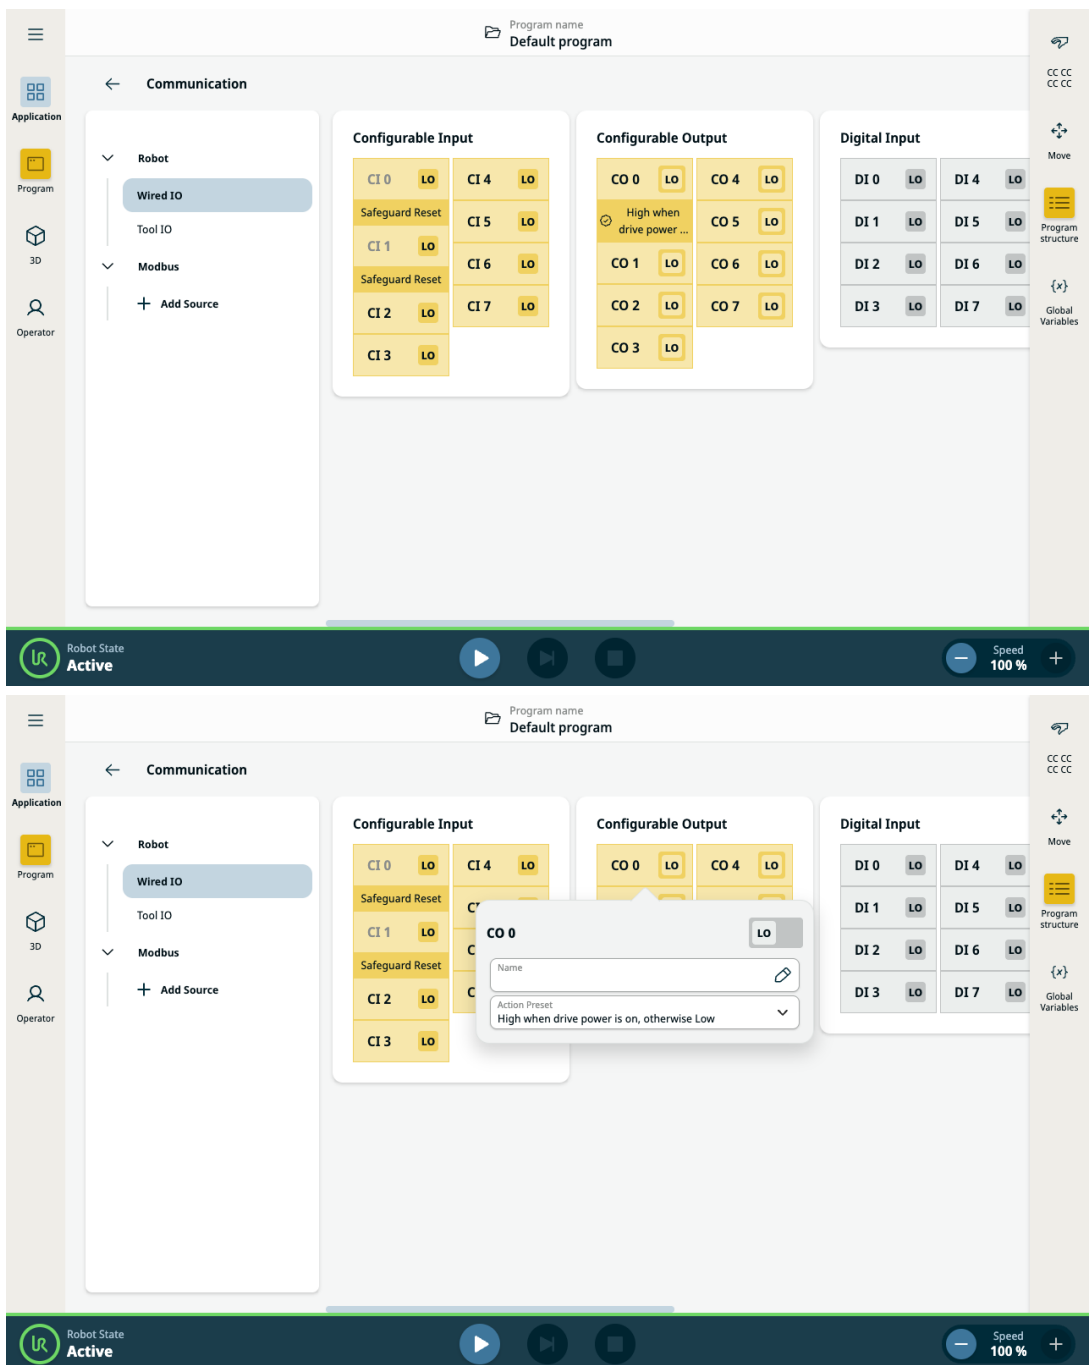 Program name
Default program
Application
Program
3D
Operator
Communication
Robot
Wired IO
Tool IO
Modbus
Add Source
Configurable Input
CI 0 LO CI 4 LO
Safeguard Reset
CI 5 LO
CI 1 LO
CI 6 LO
Safeguard Reset
CI 2 LO CI 7 LO
CI 3 LO
Configurable Output
CO 0 LO CO 4 LO
High when
drive power ...
CO 5 LO
CO 1 LO CO 6 LO
CO 2 LO CO 7 LO
CO 3 LO
Digital Input
DI 0 LO DI 4 LO
DI 1 LO DI 5 LO
DI 2 LO DI 6 LO
DI 3 LO DI 7 LO
CC CC
CC CC
Move
Program
structure
{x}
Global
Variables
UR
Robot State
Active
Speed
100 %
Program name
Default program
Application
Program
3D
Operator
Communication
Robot
Wired IO
Tool IO
Modbus
Add Source
Configurable Input
CI 0 LO CI 4 LO
Safeguard Reset
C
CI 1 LO
C
Safeguard Reset
CI 2 LO C
CI 3 LO
Configurable Output
CO 0 LO CO 4 LO
CO 0 LO
Name
Action Preset
High when drive power is on, otherwise Low
Digital Input
DI 0 LO DI 4 LO
DI 1 LO DI 5 LO
DI 2 LO DI 6 LO
DI 3 LO DI 7 LO
CC CC
CC CC
Move
Program
structure
{x}
Global
Variables
UR
Robot State
Active
Speed
100 %